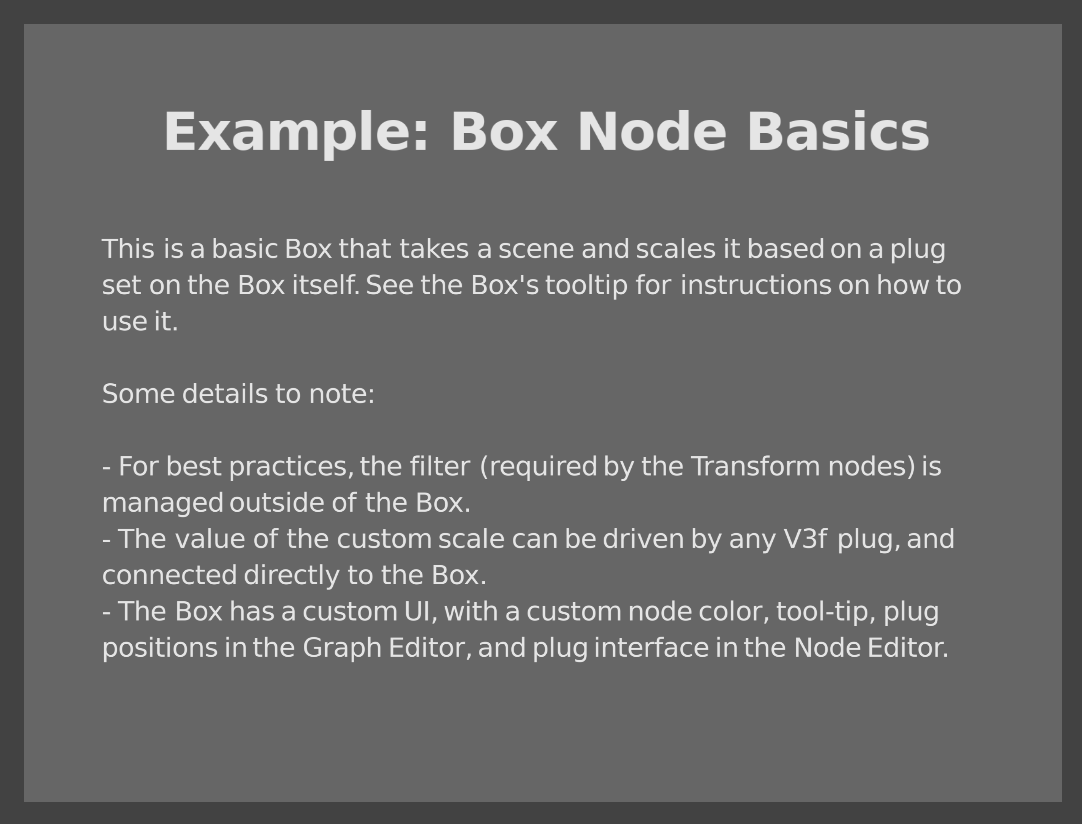 Example: Box Node Basics
This is a basic Box that takes a scene and scales it based on a plug
set on the Box itself. See the Box's tooltip for instructions on how to
use it.
Some details to note:
- For best practices, the filter (required by the Transform nodes) is
managed outside of the Box.
- The value of the custom scale can be driven by any V3f plug, and
connected directly to the Box.
- The Box has a custom UI, with a custom node color, tool-tip, plug
positions in the Graph Editor, and plug interface in the Node Editor.